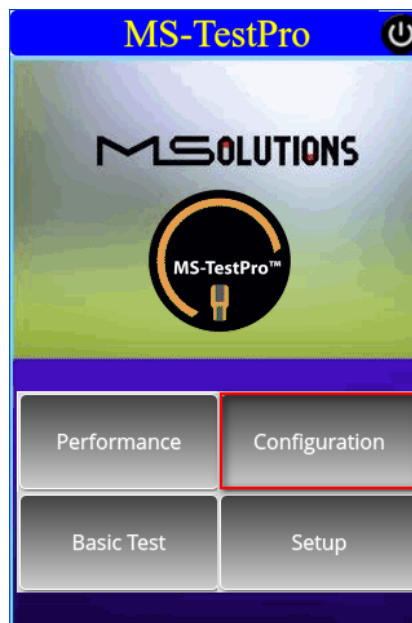 MS-TestPro
MSOLUTIONS
MS-TestPro™
Performance
Configuration
Basic Test
Setup